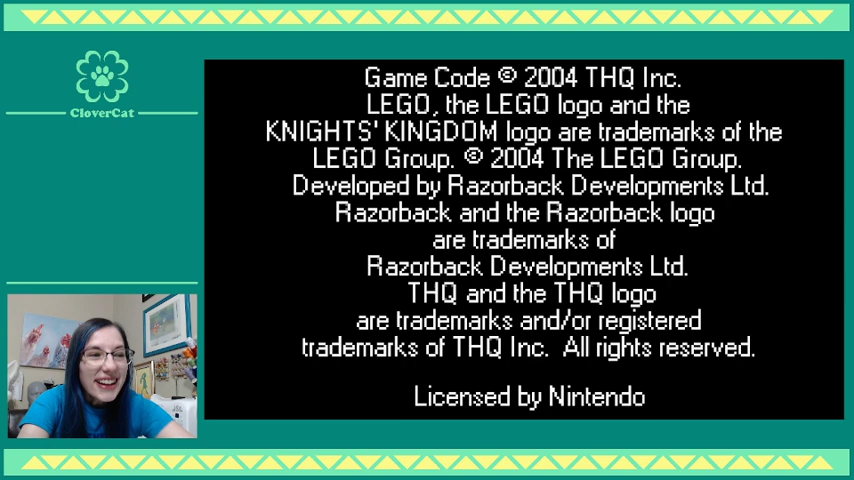 CloverCat
Game Code © 2004 THQ Inc.
LEGO, the LEGO logo and the
KNIGHTS' KINGDOM logo are trademarks of the
LEGO Group. © 2004 The LEGO Group.
Developed by Razorback Developments Ltd.
Razorback and the Razorback logo
are trademarks of
Razorback Developments Ltd.
THQ and the THQ logo
are trademarks and/or registered
trademarks of THQ Inc. All rights reserved.
Licensed by Nintendo